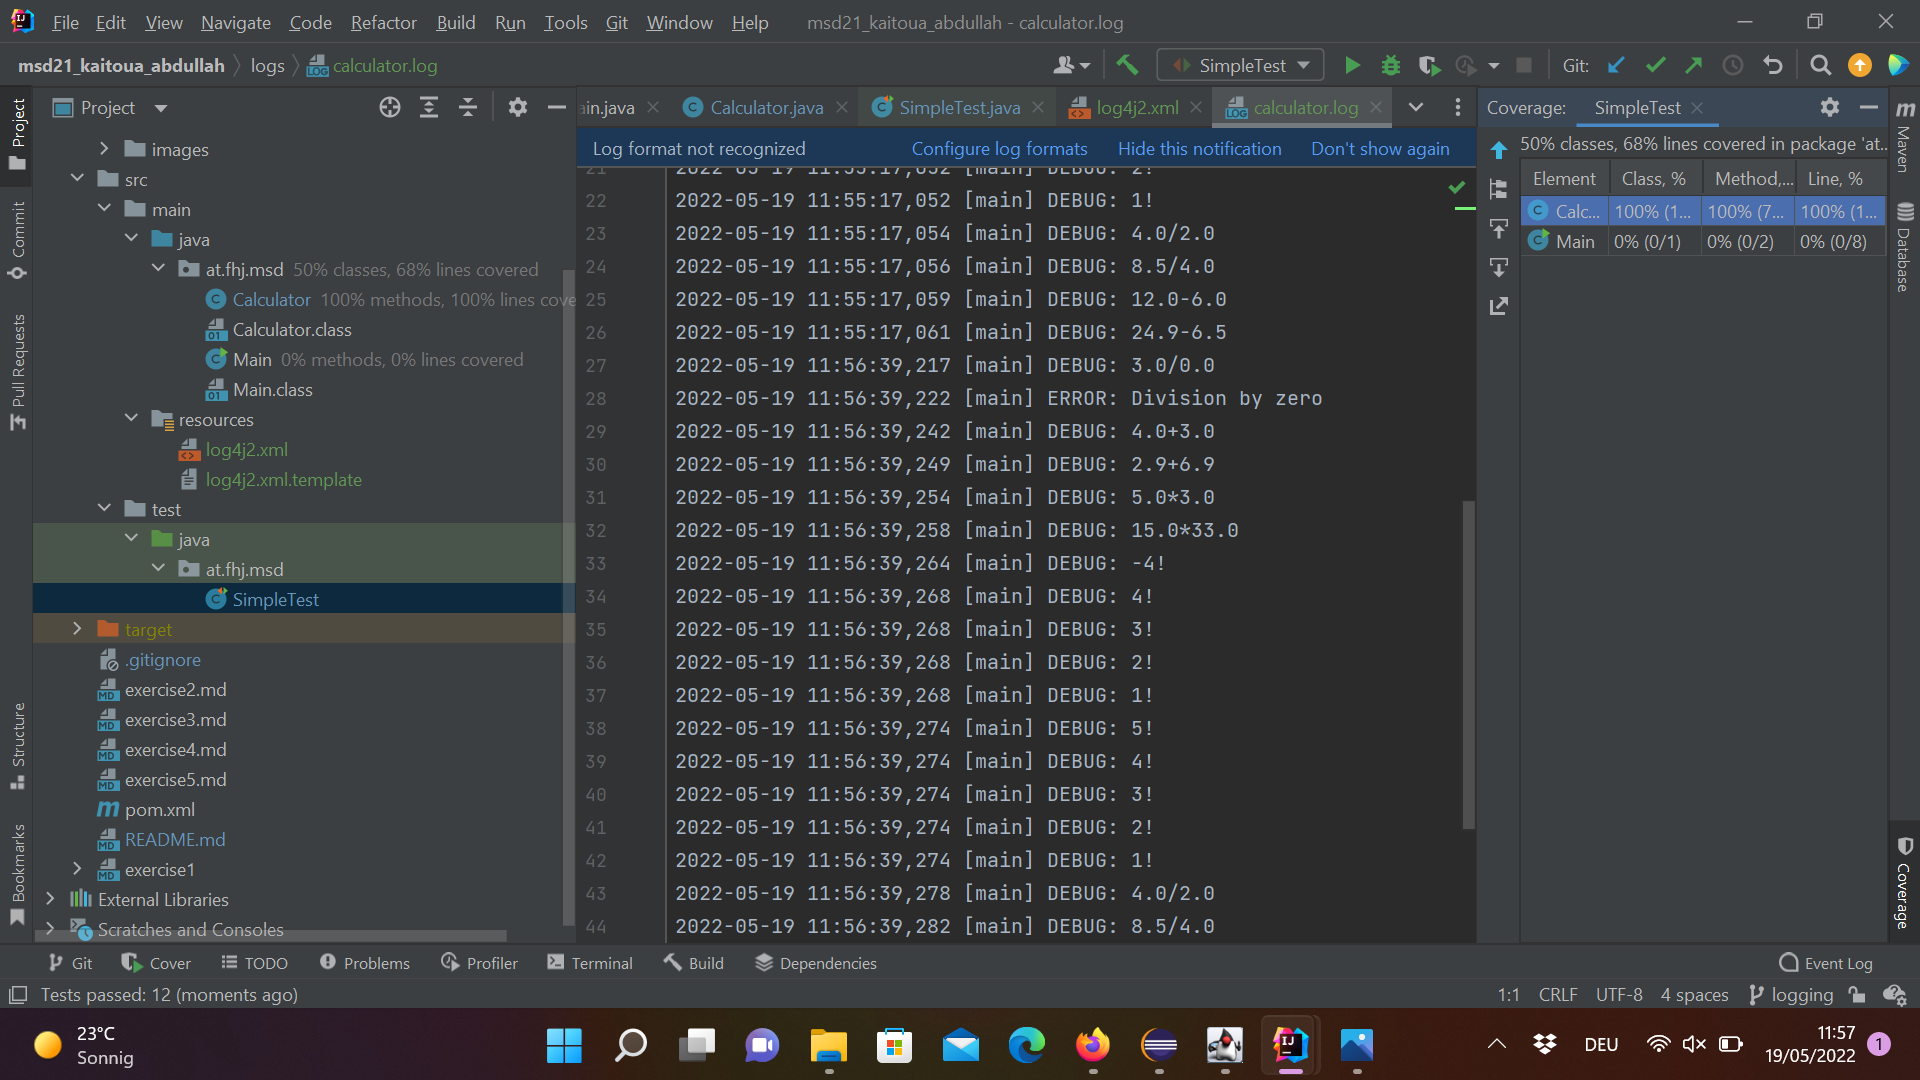 File Edit View Navigate Code Refactor Build Run Tools Git Window Help msd21_kaitoua_abdullah - calculator.log
msd21_kaitoua_abdullah logs calculator.log SimpleTest Git:
Project
ain.java Calculator.java SimpleTest.java log4j2.xml calculator.log
Coverage: SimpleTest
Log format not recognized Configure log formats Hide this notification Don't show again
50% classes, 68% lines covered in package 'at...
Element Class, % Method,... Line, %
Calc... 100% (1... 100% (7... 100% (1...
Main 0% (0/1) 0% (0/2) 0% (0/8)
images
src
main
java
at.fhj.msd 50% classes, 68% lines covered
Calculator 100% methods, 100% lines cove
Calculator.class
Main 0% methods, 0% lines covered
Main.class
resources
log4j2.xml
log4j2.xml.template
test
java
at.fhj.msd
SimpleTest
target
.gitignore
exercise2.md
exercise3.md
exercise4.md
exercise5.md
pom.xml
README.md
exercise1
External Libraries
Scratches and Consoles
21 2022-05-19 11:55:17,052 [main] DEBUG: 2!
22 2022-05-19 11:55:17,052 [main] DEBUG: 1!
23 2022-05-19 11:55:17,054 [main] DEBUG: 4.0/2.0
24 2022-05-19 11:55:17,056 [main] DEBUG: 8.5/4.0
25 2022-05-19 11:55:17,059 [main] DEBUG: 12.0-6.0
26 2022-05-19 11:55:17,061 [main] DEBUG: 24.9-6.5
27 2022-05-19 11:56:39,217 [main] DEBUG: 3.0/0.0
28 2022-05-19 11:56:39,222 [main] ERROR: Division by zero
29 2022-05-19 11:56:39,242 [main] DEBUG: 4.0+3.0
30 2022-05-19 11:56:39,249 [main] DEBUG: 2.9+6.9
31 2022-05-19 11:56:39,254 [main] DEBUG: 5.0*3.0
32 2022-05-19 11:56:39,258 [main] DEBUG: 15.0*33.0
33 2022-05-19 11:56:39,264 [main] DEBUG: -4!
34 2022-05-19 11:56:39,268 [main] DEBUG: 4!
35 2022-05-19 11:56:39,268 [main] DEBUG: 3!
36 2022-05-19 11:56:39,268 [main] DEBUG: 2!
37 2022-05-19 11:56:39,268 [main] DEBUG: 1!
38 2022-05-19 11:56:39,274 [main] DEBUG: 5!
39 2022-05-19 11:56:39,274 [main] DEBUG: 4!
40 2022-05-19 11:56:39,274 [main] DEBUG: 3!
41 2022-05-19 11:56:39,274 [main] DEBUG: 2!
42 2022-05-19 11:56:39,274 [main] DEBUG: 1!
43 2022-05-19 11:56:39,278 [main] DEBUG: 4.0/2.0
44 2022-05-19 11:56:39,282 [main] DEBUG: 8.5/4.0
Project
Commit
Pull Requests
Structure
Bookmarks
Maven
Database
Coverage
Git Cover TODO Problems Profiler Terminal Build Dependencies Event Log
Tests passed: 12 (moments ago) 1:1 CRLF UTF-8 4 spaces logging
23°C
Sonnig
DEU
11:57
19/05/2022
1